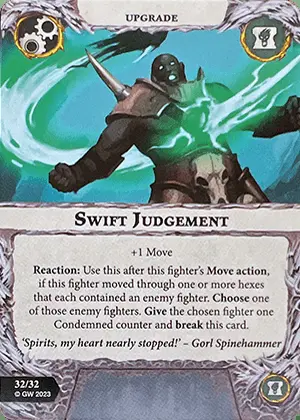 UPGRADE
SWIFT JUDGEMENT
+1 Move
Reaction: Use this after this fighter's Move action,
if this fighter moved through one or more hexes
that each contained an enemy fighter. Choose one
of those enemy fighters. Give the chosen fighter one
Condemned counter and break this card.
'Spirits, my heart nearly stopped!' – Gorl Spinehammer
32/32
© GW 2023